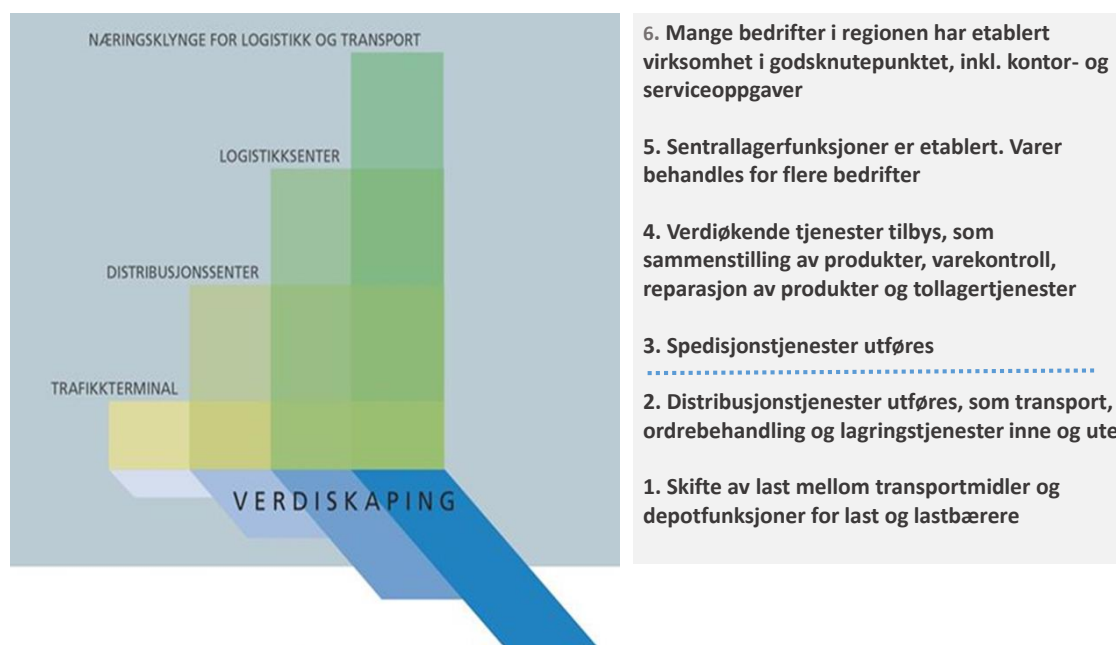 NÆRINGSKLYNGE FOR LOGISTIKK OG TRANSPORT
LOGISTIKKSENTER
DISTRIBUSJONSSENTER
TRAFIKKTERMINAL
VERDISKAPING
6. Mange bedrifter i regionen har etablert
virksomhet i godsknutepunktet, inkl. kontor- og
serviceoppgaver
5. Sentrallagerfunksjoner er etablert. Varer
behandles for flere bedrifter
4. Verdiøkende tjenester tilbys, som
sammenstilling av produkter, varekontroll,
reparasjon av produkter og tollagertjenester
3. Spedisjonstjenester utføres
2. Distribusjonstjenester utføres, som transport,
ordrebehandling og lagringstjenester inne og ute
1. Skifte av last mellom transportmidler og
depotfunksjoner for last og lastbærere